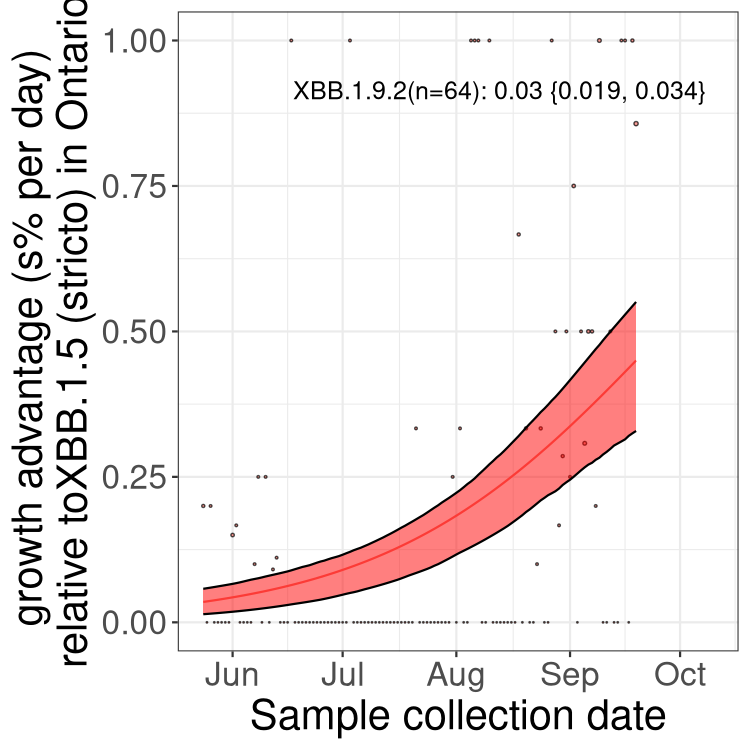 growth advantage (s% per day)
relative toXBB.1.5 (stricto) in Ontario
1.00
XBB.1.9.2(n=64): 0.03 {0.019, 0.034}
0.75
0.50
0.25
0.00
Jun Jul Aug Sep Oct
Sample collection date